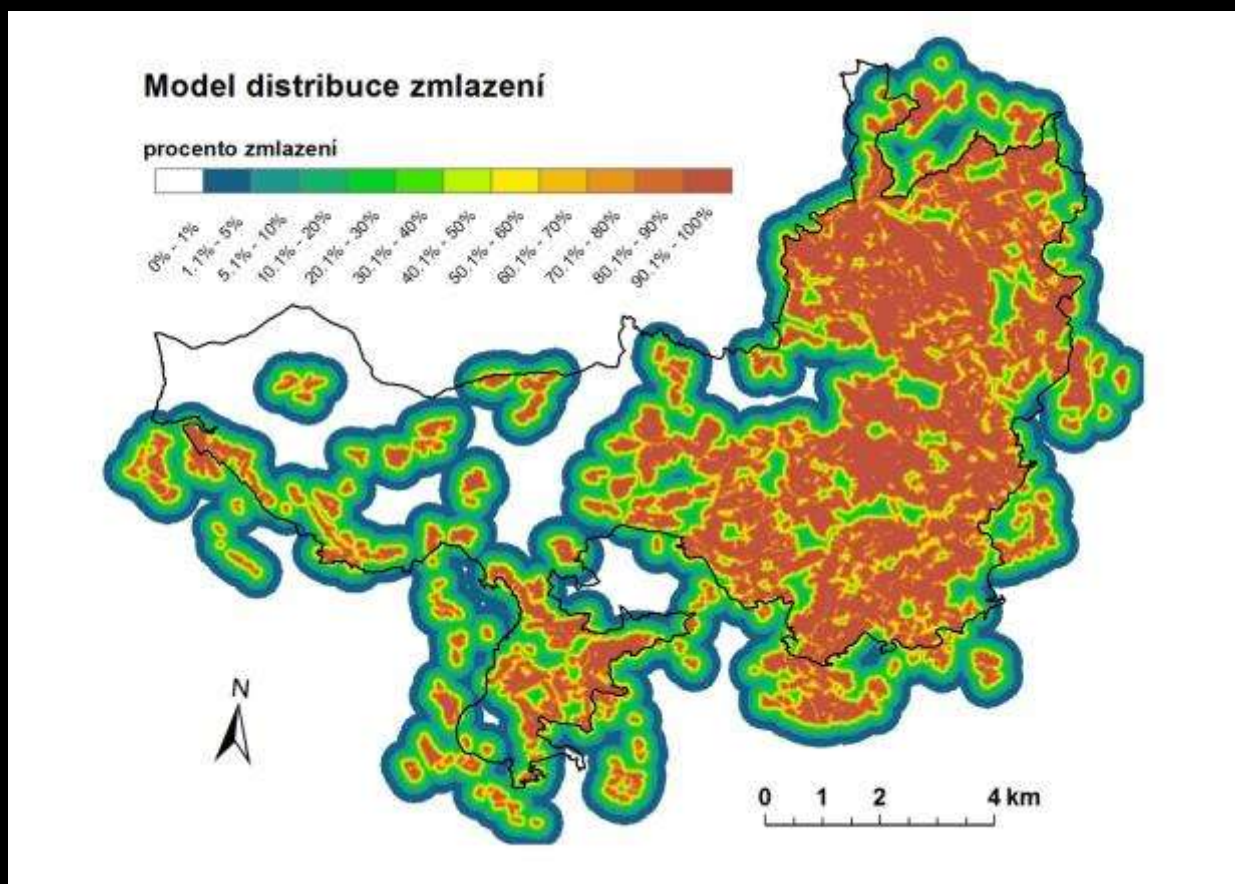 Model distribuce zmlazení
procento zmlazení
0% - 1%
1.1% - 5%
5.1% - 10%
10.1% - 20%
20.1% - 30%
30.1% - 40%
40.1% - 50%
50.1% - 60%
60.1% - 70%
70.1% - 80%
80.1% - 90%
90.1% - 100%
N
0 1 2 4 km